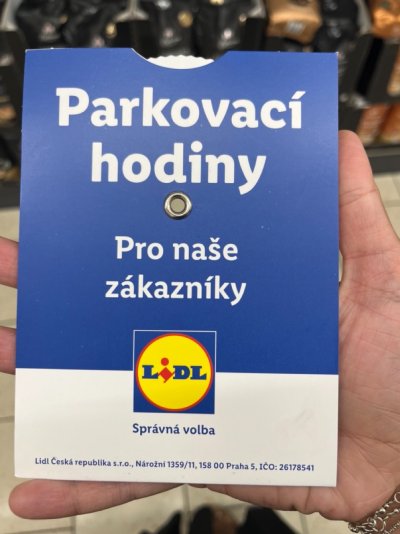 Parkovací
hodiny
Pro naše
zákazníky
LIDL
Správná volba
Lidl Česká republika s.r.o., Nárožní 1359/11, 158 00 Praha 5, IČO: 26178541